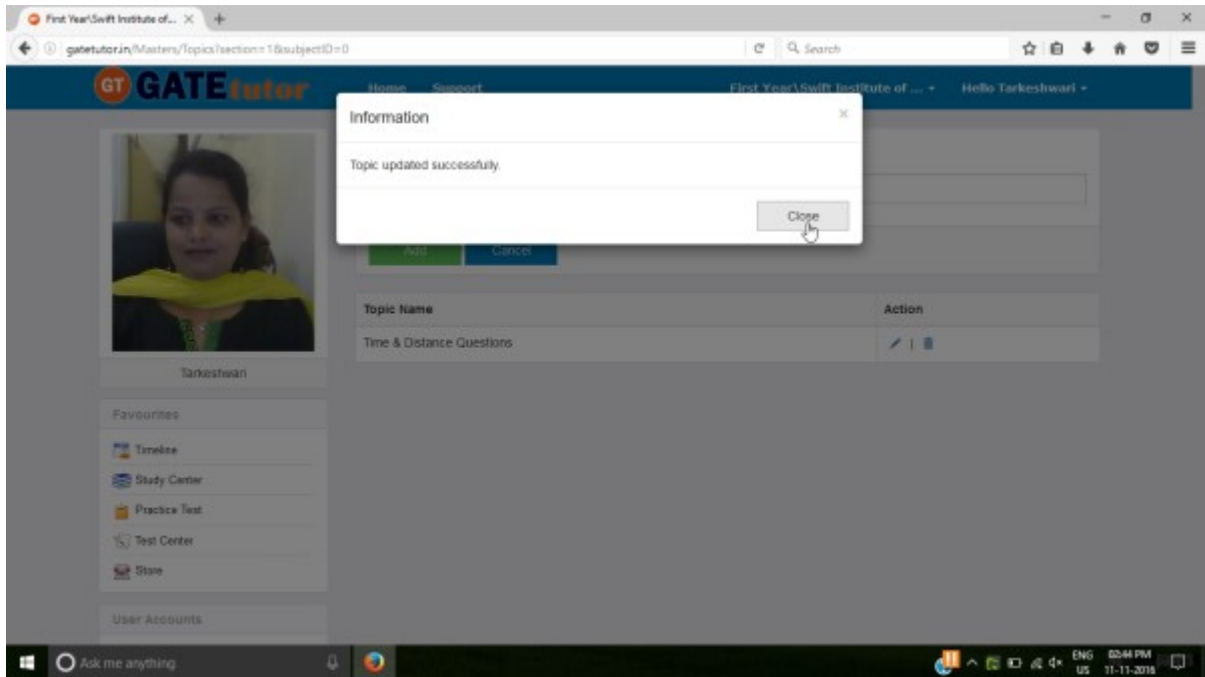 First Year\Swift Institute of...
gatetutor.in/Masters/Topics?section=1&subjectID=0
Search
GT GATEtutor
Home Support First Year\Swift Institute of ... Hello Tarkeshwari
Information
Topic updated successfully.
Close
Add Cancel
Topic Name Action
Time & Distance Questions
Tarkeshwari
Favourites
Timeline
Study Center
Practice Test
Test Center
Store
User Accounts
Ask me anything
ENG 02:44 PM
US 11-11-2016